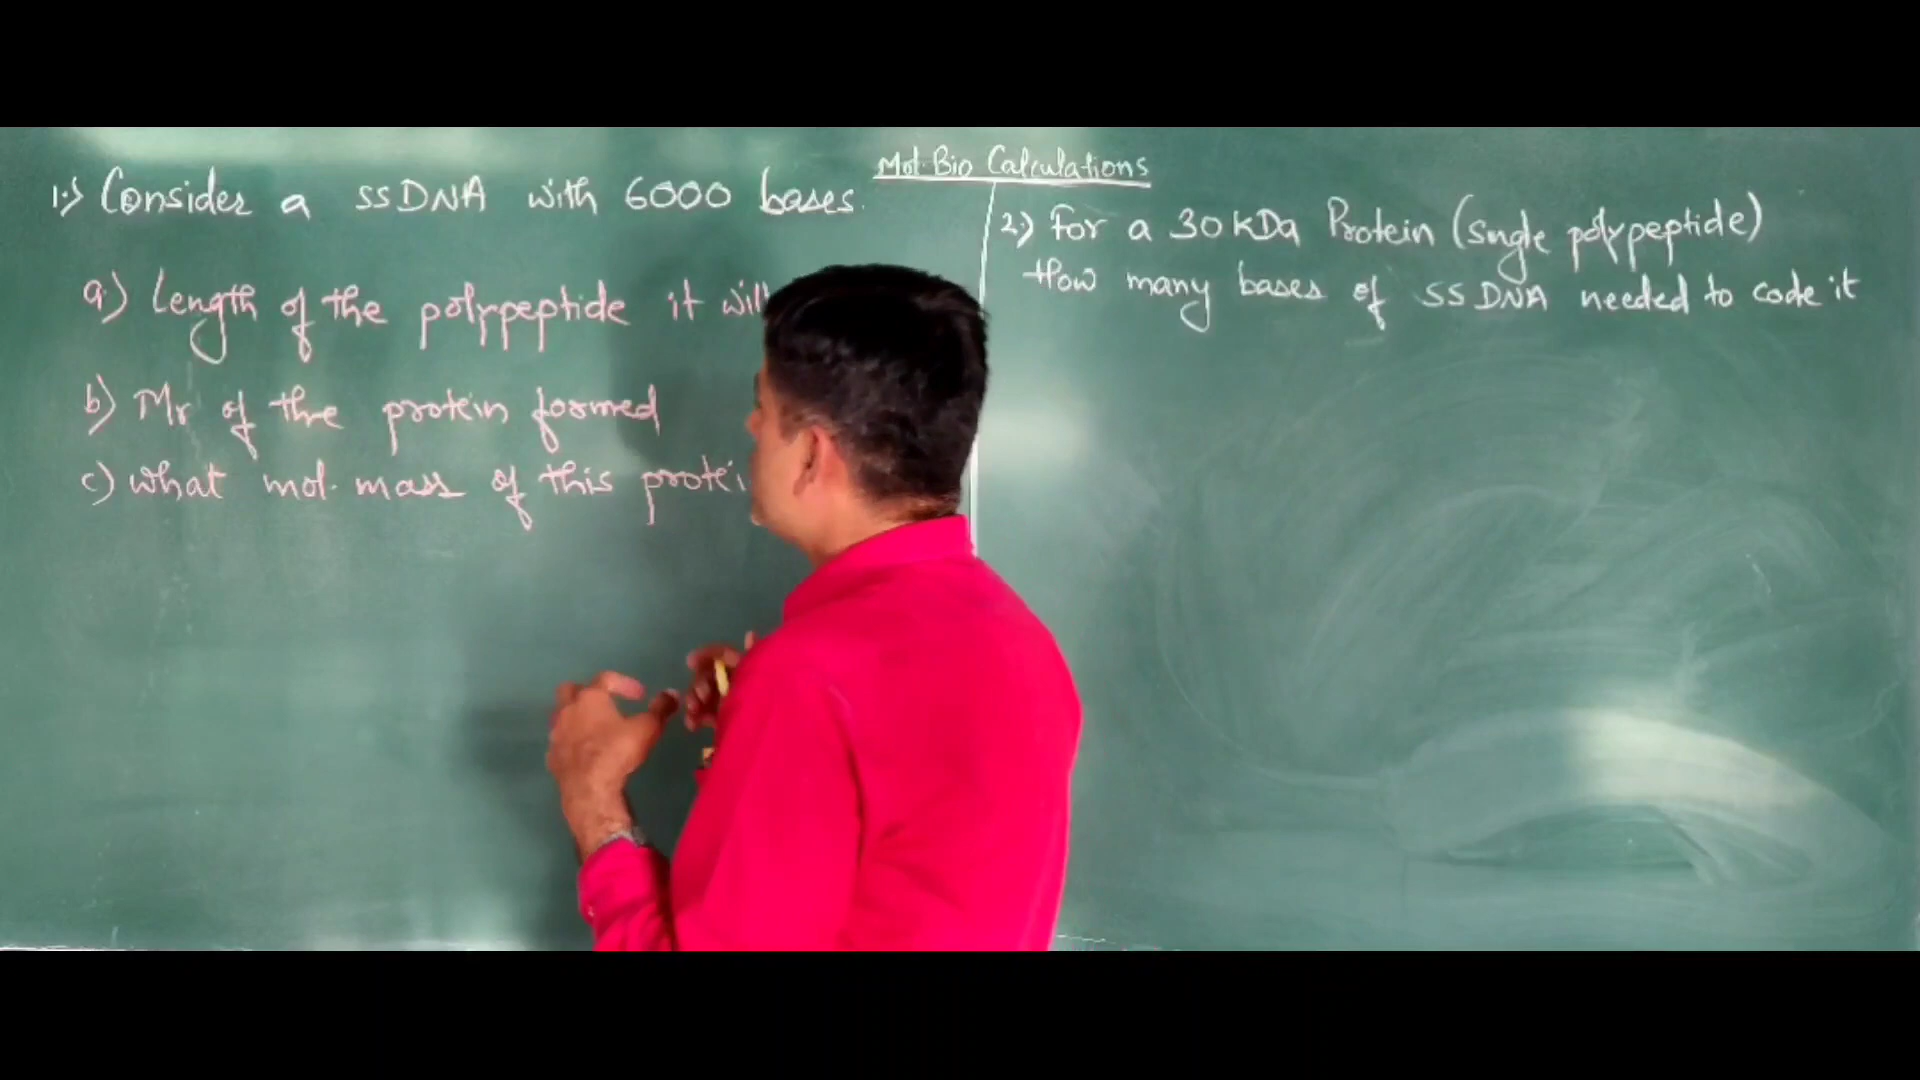 Mol. Bio Calculations
1.) Consider a ssDNA with 6000 bases.
a.) Length of the polypeptide it will
b) Mr of the protein formed
c) what mol. mass of this
2.) For a 30 kDa Protein (single polypeptide)
How many bases of SS DNA needed to code it